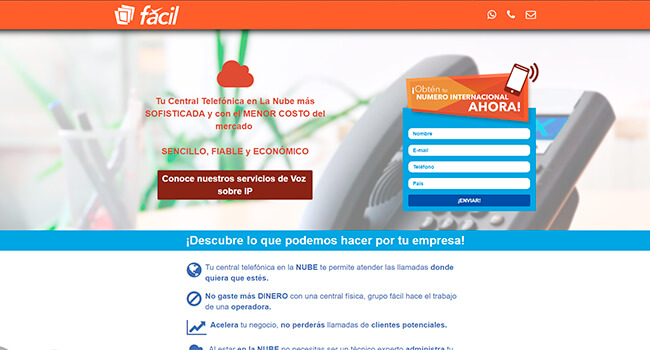 fácil
Tu Central Telefónica en La Nube más
SOFISTICADA y con el MENOR COSTO del
mercado
SENCILLO, FIABLE y ECONÓMICO
Conoce nuestros servicios de Voz
sobre IP
¡Obtén tu
NUMERO INTERNACIONAL
AHORA!
Nombre
E-mail
Teléfono
País
¡ENVIAR!
¡Descubre lo que podemos hacer por tu empresa!
Tu central telefónica en la NUBE te permite atender las llamadas donde
quiera que estés.
No gaste más DINERO con una central física, grupo fácil hace el trabajo
de una operadora.
Acelera tu negocio, no perderás llamadas de clientes potenciales.
Al estar en la NUBE no necesitas ser un técnico experto administra tu